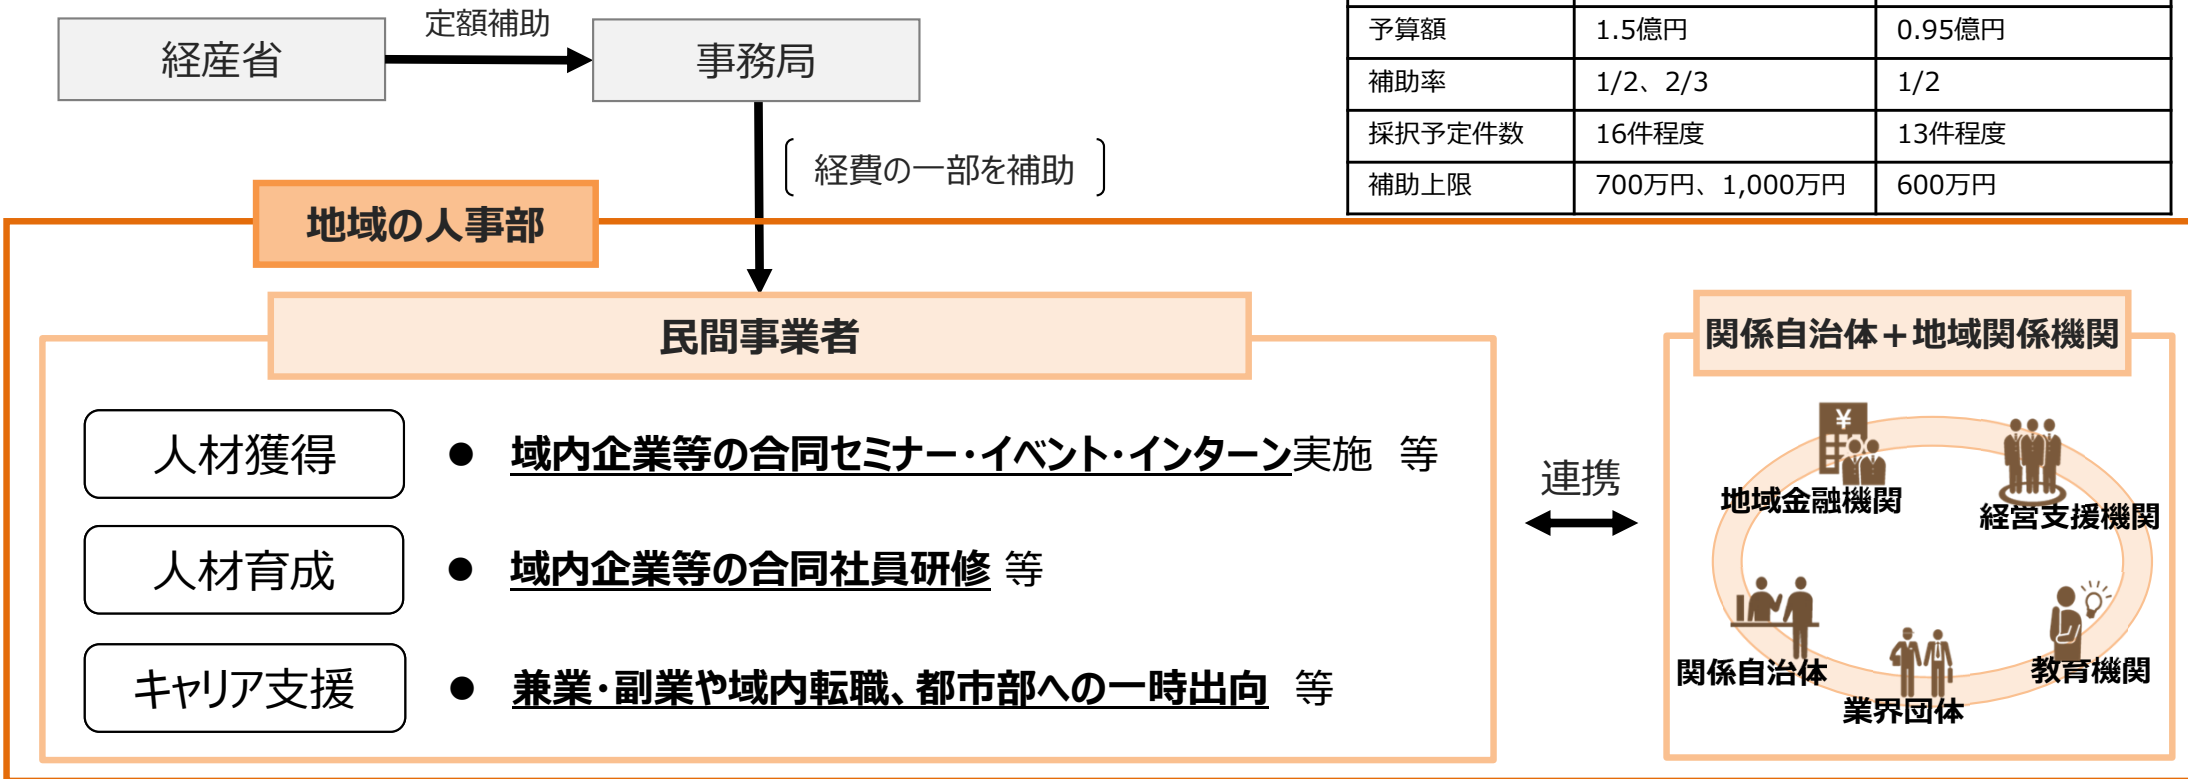 定額補助
経産省
事務局
経費の一部を補助
予算額 1.5億円 0.95億円
補助率 1/2、2/3 1/2
採択予定件数 16件程度 13件程度
補助上限 700万円、1,000万円 600万円
地域の人事部
民間事業者
人材獲得
● 域内企業等の合同セミナー・イベント・インターン実施 等
人材育成
● 域内企業等の合同社員研修 等
キャリア支援
● 兼業・副業や域内転職、都市部への一時出向 等
連携
関係自治体＋地域関係機関
¥
地域金融機関
経営支援機関
関係自治体
教育機関
業界団体